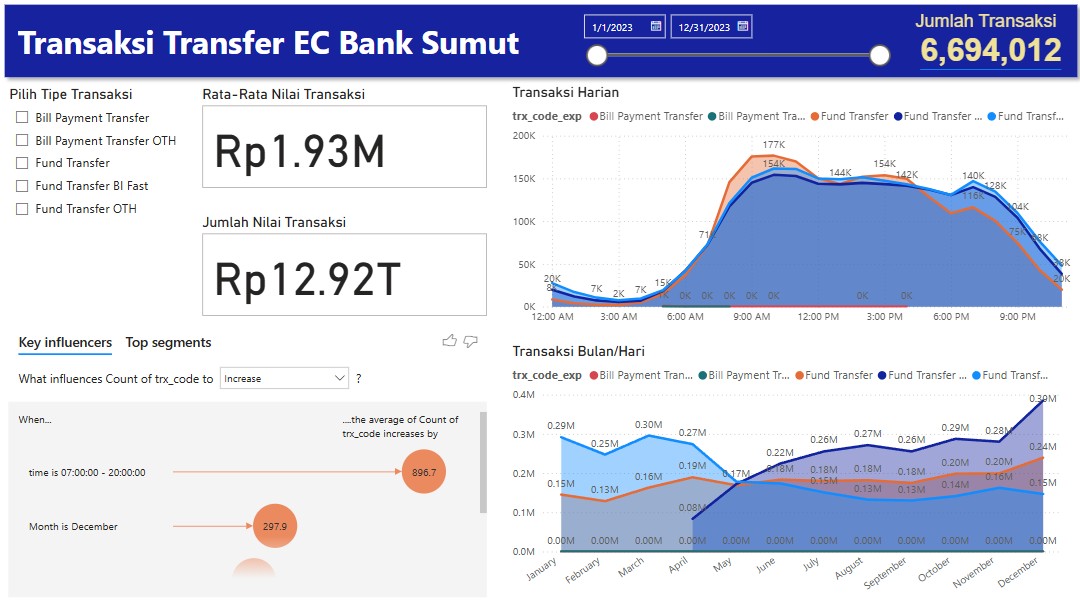 Transaksi Transfer EC Bank Sumut
1/1/2023
12/31/2023
Jumlah Transaksi
6,694,012
Pilih Tipe Transaksi
Bill Payment Transfer
Bill Payment Transfer OTH
Fund Transfer
Fund Transfer BI Fast
Fund Transfer OTH
Rata-Rata Nilai Transaksi
Rp1.93M
Jumlah Nilai Transaksi
Rp12.92T
Key influencers Top segments
What influences Count of trx_code to Increase ?
When...
....the average of Count of
trx_code increases by
time is 07:00:00 - 20:00:00
896.7
Month is December
297.9
Transaksi Harian
trx_code_exp Bill Payment Transfer Bill Payment Tra... Fund Transfer Fund Transfer ... Fund Transf...
200K
150K
100K
50K
0K
20K
7K
2K
7K
15K
71K
177K
154K
144K
154K
142K
140K
116K
128K
75K
20K
0K 0K 0K 0K 0K 0K 0K
12:00 AM 3:00 AM 6:00 AM 9:00 AM 12:00 PM 3:00 PM 6:00 PM 9:00 PM
Transaksi Bulan/Hari
trx_code_exp Bill Payment Tran... Bill Payment Tr... Fund Transfer Fund Transfer ... Fund Transf...
0.4M
0.3M
0.2M
0.1M
0.0M
0.29M 0.25M 0.30M 0.27M 0.17M 0.22M 0.26M 0.27M 0.26M 0.29M 0.28M 0.39M
0.15M 0.13M 0.16M 0.19M 0.18M 0.18M 0.18M 0.20M 0.20M 0.24M
0.08M 0.15M 0.13M 0.13M 0.14M 0.16M 0.15M
0.00M 0.00M 0.00M 0.00M 0.00M 0.00M 0.00M 0.00M 0.00M 0.00M 0.00M 0.00M
January February March April May June July August September October November December